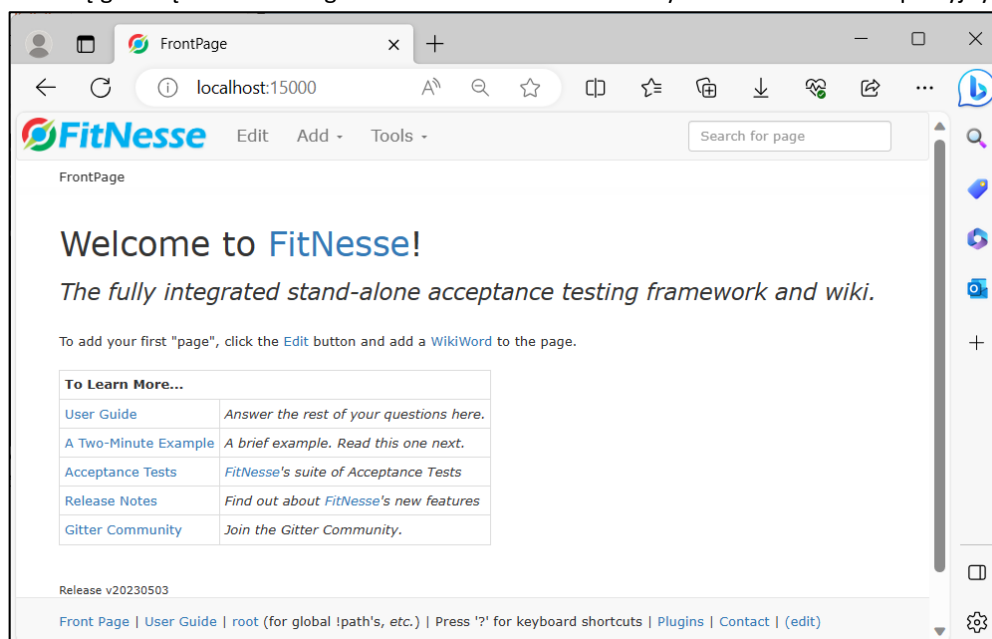 FrontPage
localhost:15000
FitNesse Edit Add Tools Search for page
FrontPage
Welcome to FitNesse!
The fully integrated stand-alone acceptance testing framework and wiki.
To add your first "page", click the Edit button and add a WikiWord to the page.
To Learn More...
User Guide Answer the rest of your questions here.
A Two-Minute Example A brief example. Read this one next.
Acceptance Tests FitNesse's suite of Acceptance Tests
Release Notes Find out about FitNesse's new features
Gitter Community Join the Gitter Community.
Release v20230503
Front Page | User Guide | root (for global !path's, etc.) | Press '?' for keyboard shortcuts | Plugins | Contact | (edit)